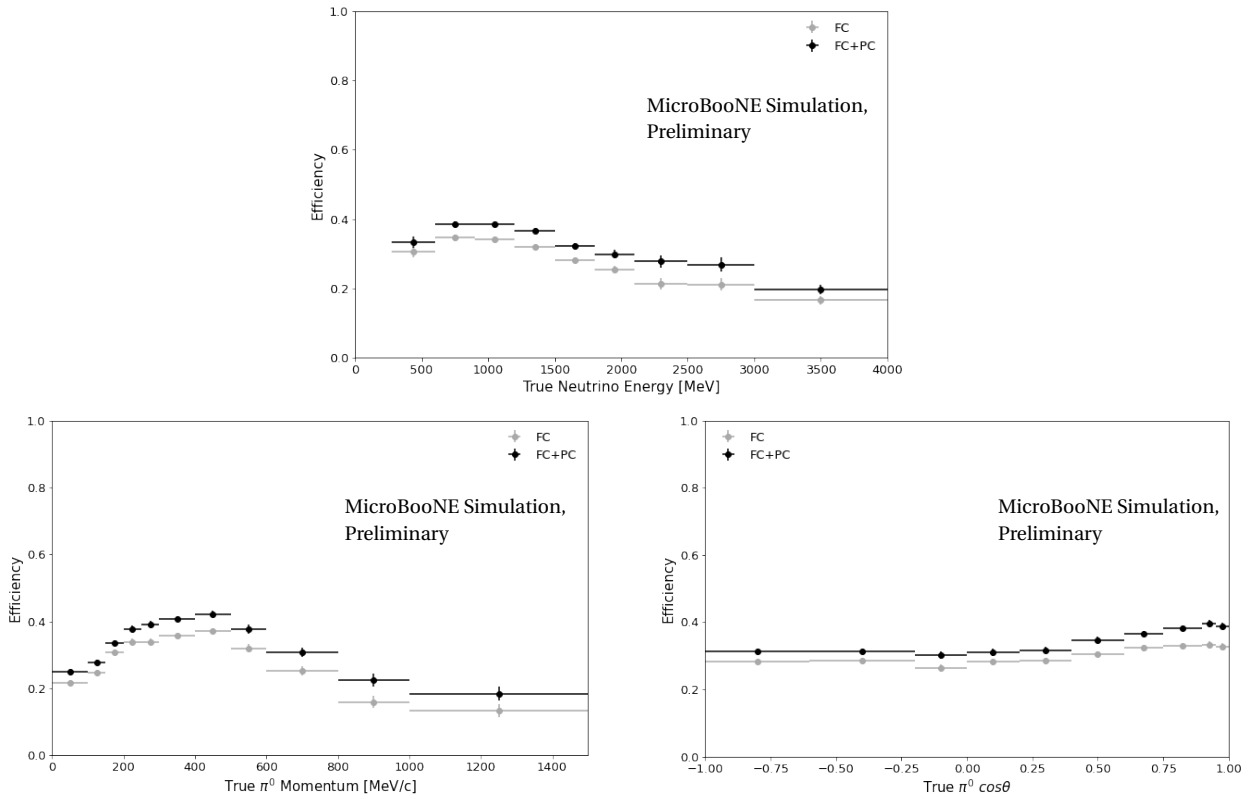 1.0
FC
FC+PC
0.8
MicroBooNE Simulation,
Preliminary
0.6
Efficiency
0.4
0.2
0.0
0 500 1000 1500 2000 2500 3000 3500 4000
True Neutrino Energy [MeV]
1.0
FC
FC+PC
0.8
MicroBooNE Simulation,
Preliminary
0.6
Efficiency
0.4
0.2
0.0
0 200 400 600 800 1000 1200 1400
True π⁰ Momentum [MeV/c]
1.0
FC
FC+PC
0.8
MicroBooNE Simulation,
Preliminary
0.6
Efficiency
0.4
0.2
0.0
−1.00 −0.75 −0.50 −0.25 0.00 0.25 0.50 0.75 1.00
True π⁰ cosθ